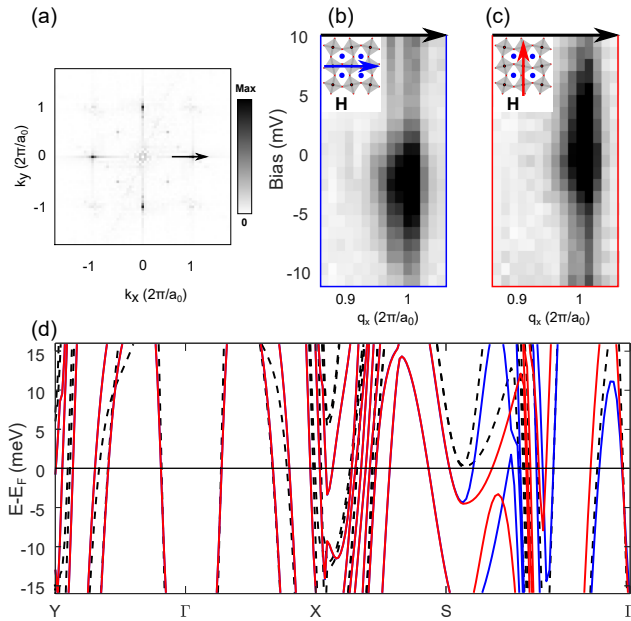 (a)
(b)
(c)
Max
0
1
0
-1
k_y (2π/a_0)
-1
0
1
k_x (2π/a_0)
10
5
0
-5
-10
Bias (mV)
H
0.9
1
q_x (2π/a_0)
H
0.9
1
q_x (2π/a_0)
(d)
15
10
5
0
-5
-10
-15
E-E_F (meV)
Y
Γ
X
S